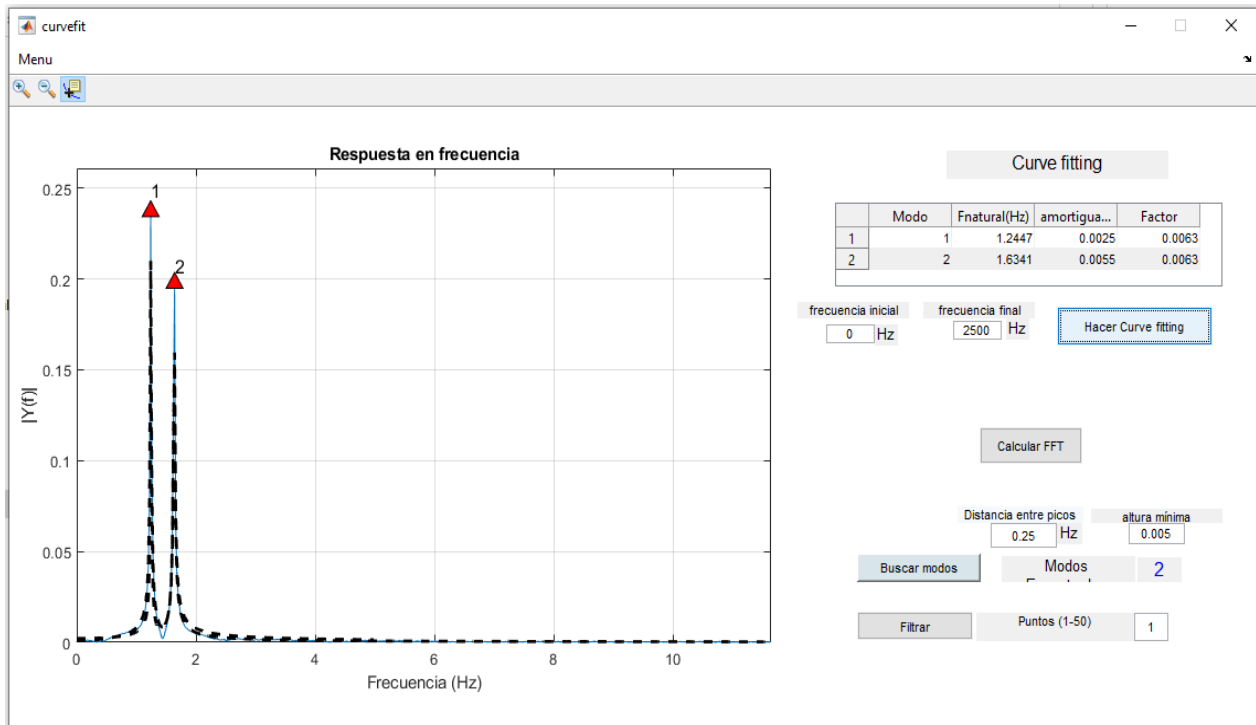 curvefit
Menu
Respuesta en frecuencia
1
2
0.25
0.2
0.15
0.1
0.05
0
|Y(f)|
0 2 4 6 8 10
Frecuencia (Hz)
Curve fitting
Modo Fnatural(Hz) amortigua... Factor
1 1 1.2447 0.0025 0.0063
2 2 1.6341 0.0055 0.0063
frecuencia inicial frecuencia final
0 Hz 2500 Hz Hacer Curve fitting
Calcular FFT
Distancia entre picos altura mínima
0.25 Hz 0.005
Buscar modos Modos 2
Filtrar Puntos (1-50) 1